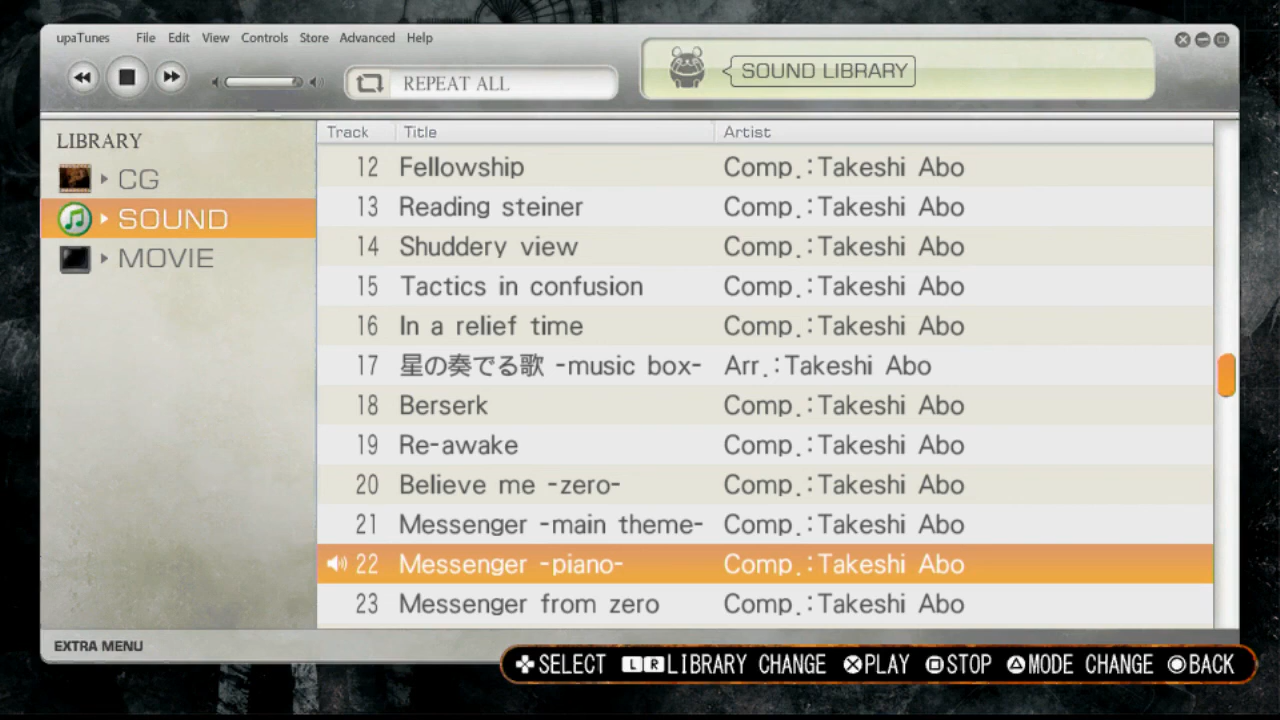 upaTunes File Edit View Controls Store Advanced Help
REPEAT ALL
SOUND LIBRARY
LIBRARY
CG
SOUND
MOVIE
Track Title Artist
12 Fellowship Comp.:Takeshi Abo
13 Reading steiner Comp.:Takeshi Abo
14 Shuddery view Comp.:Takeshi Abo
15 Tactics in confusion Comp.:Takeshi Abo
16 In a relief time Comp.:Takeshi Abo
17 星の奏でる歌 -music box- Arr.:Takeshi Abo
18 Berserk Comp.:Takeshi Abo
19 Re-awake Comp.:Takeshi Abo
20 Believe me -zero- Comp.:Takeshi Abo
21 Messenger -main theme- Comp.:Takeshi Abo
22 Messenger -piano- Comp.:Takeshi Abo
23 Messenger from zero Comp.:Takeshi Abo
EXTRA MENU
SELECT L R LIBRARY CHANGE PLAY STOP MODE CHANGE BACK